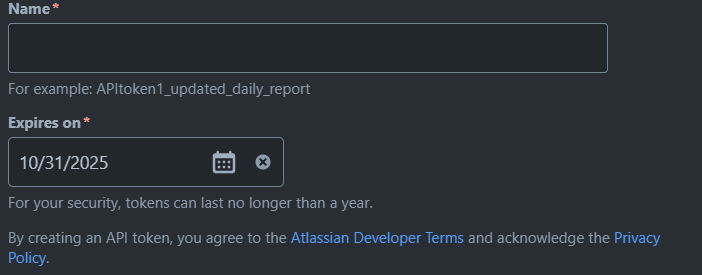 Name*
For example: APItoken1_updated_daily_report
Expires on*
10/31/2025
For your security, tokens can last no longer than a year.
By creating an API token, you agree to the Atlassian Developer Terms and acknowledge the Privacy
Policy.